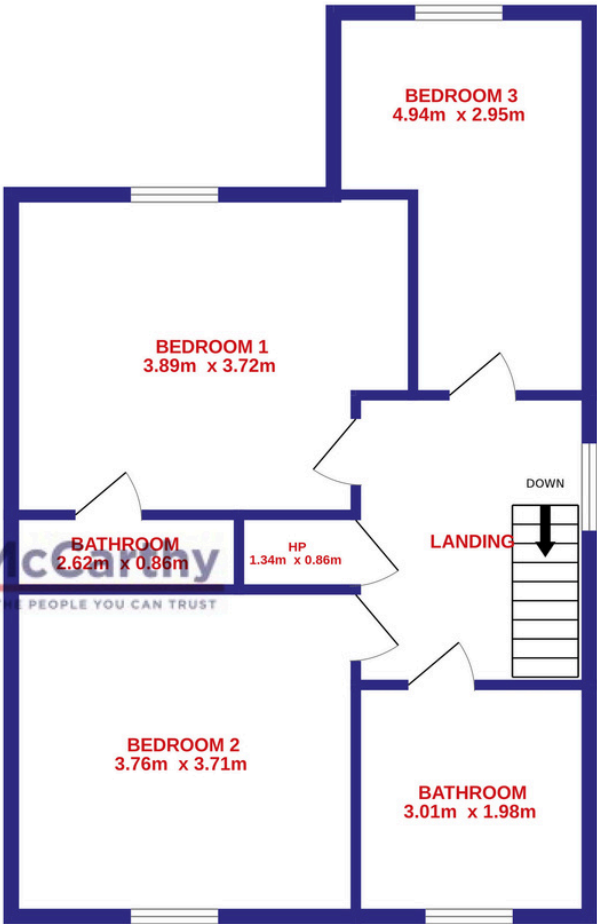 BEDROOM 3
4.94m x 2.95m
BEDROOM 1
3.89m x 3.72m
DOWN
LANDING
BATHROOM
2.62m x 0.86m
HP
1.34m x 0.86m
McCarthy
THE PEOPLE YOU CAN TRUST
BEDROOM 2
3.76m x 3.71m
BATHROOM
3.01m x 1.98m